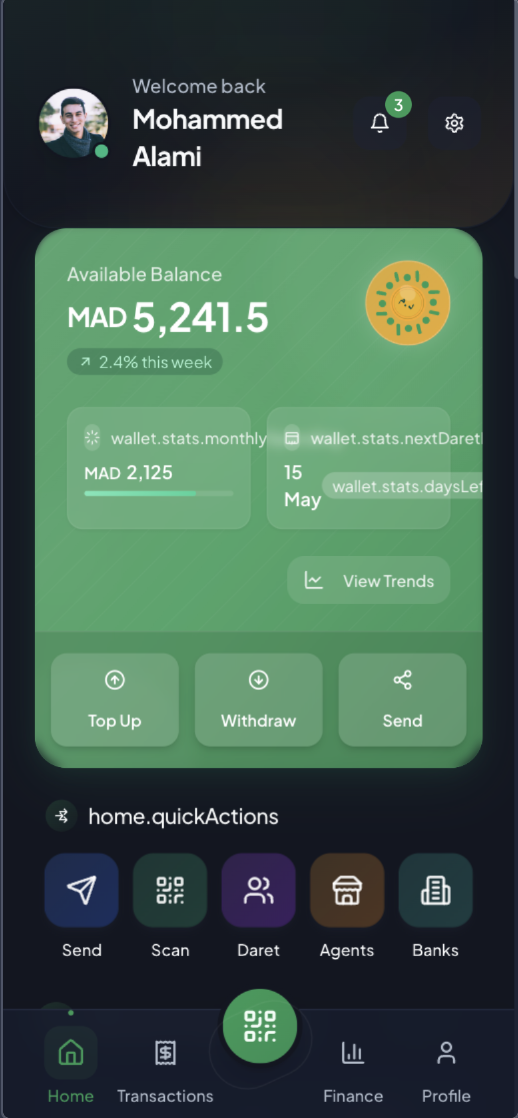 Welcome back
Mohammed
Alami
3
Available Balance
MAD 5,241.5
2.4% this week
wallet.stats.monthly
MAD 2,125
wallet.stats.nextDaret
15
May
wallet.stats.daysLef
View Trends
Top Up
Withdraw
Send
home.quickActions
Send
Scan
Daret
Agents
Banks
Home
Transactions
Finance
Profile